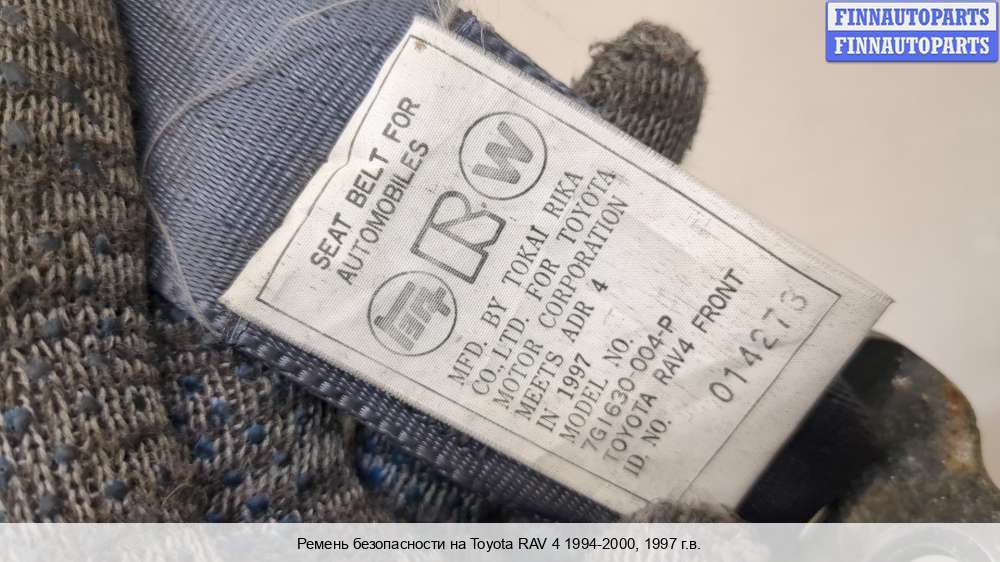 FINNAUTOPARTS
FINNAUTOPARTS
SEAT BELT FOR
AUTOMOBILES
R W
MFD. BY TOKAI RIKA
CO.,LTD. FOR TOYOTA
MOTOR CORPORATION
MEETS ADR 4
IN 1997
MODEL NO.
7G1630-004-P
TOYOTA RAV4 FRONT
ID. NO. 014273
Ремень безопасности на Toyota RAV 4 1994-2000, 1997 г.в.